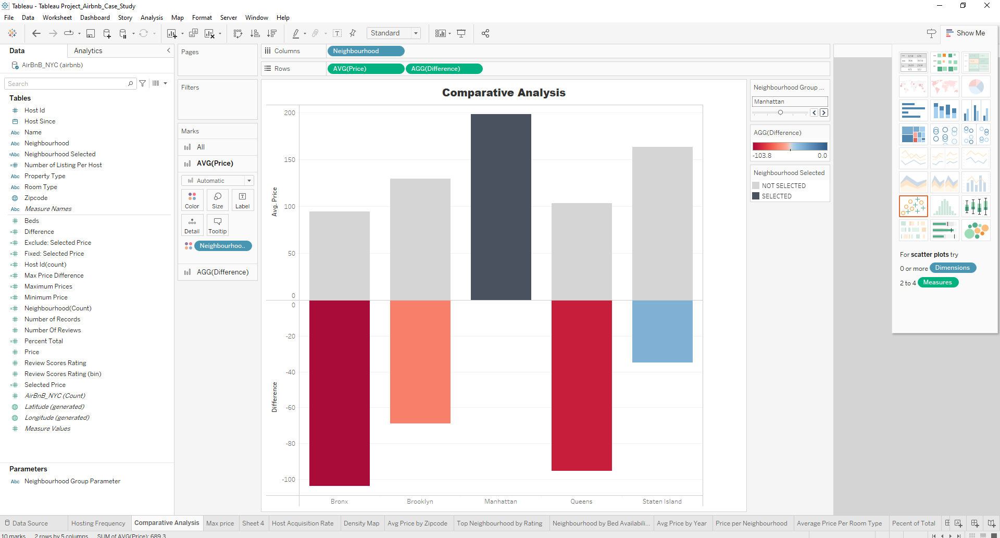 Tableau - Tableau Project_Airbnb_Case_Study
File Data Worksheet Dashboard Story Analysis Map Format Server Window Help
Standard
Show Me
Data Analytics
AirBnB_NYC (airbnb)
Search
Tables
Host Id
Host Since
Abc Name
Abc Neighbourhood
=Abc Neighbourhood Selected
Number of Listing Per Host
Abc Property Type
Abc Room Type
Zipcode
Abc Measure Names
Beds
Difference
Exclude: Selected Price
Fixed: Selected Price
Host Id(count)
Max Price Difference
Maximum Prices
Minimum Price
Neighbourhood(Count)
Number of Records
Number Of Reviews
Percent Total
Price
Review Scores Rating
Review Scores Rating (bin)
Selected Price
AirBnB_NYC (Count)
Latitude (generated)
Longitude (generated)
Measure Values
Parameters
Abc Neighbourhood Group Parameter
Pages
Filters
Marks
All
AVG(Price)
Automatic
Color Size Label
Detail Tooltip
Neighbourhoo..
AGG(Difference)
Columns Neighbourhood
Rows AVG(Price) AGG(Difference)
Comparative Analysis
200
150
100
50
0
Avg. Price
0
-20
-40
-60
-80
-100
Difference
Bronx Brooklyn Manhattan Queens Staten Island
Neighbourhood Group ...
Manhattan
AGG(Difference)
-103.8 0.0
Neighbourhood Selected
NOT SELECTED
SELECTED
For scatter plots try
0 or more Dimensions
2 to 4 Measures
Data Source Hosting Frequency Comparative Analysis Max price Sheet 4 Host Acquisition Rate Density Map Avg Price by Zipcode Top Neighbourhood by Rating Neighbourhood by Bed Availabili... Avg Price by Year Price per Neighbourhood Average Price Per Room Type Pecent of Total
10 marks 2 rows by 5 columns SUM of AVG(Price): 689.3